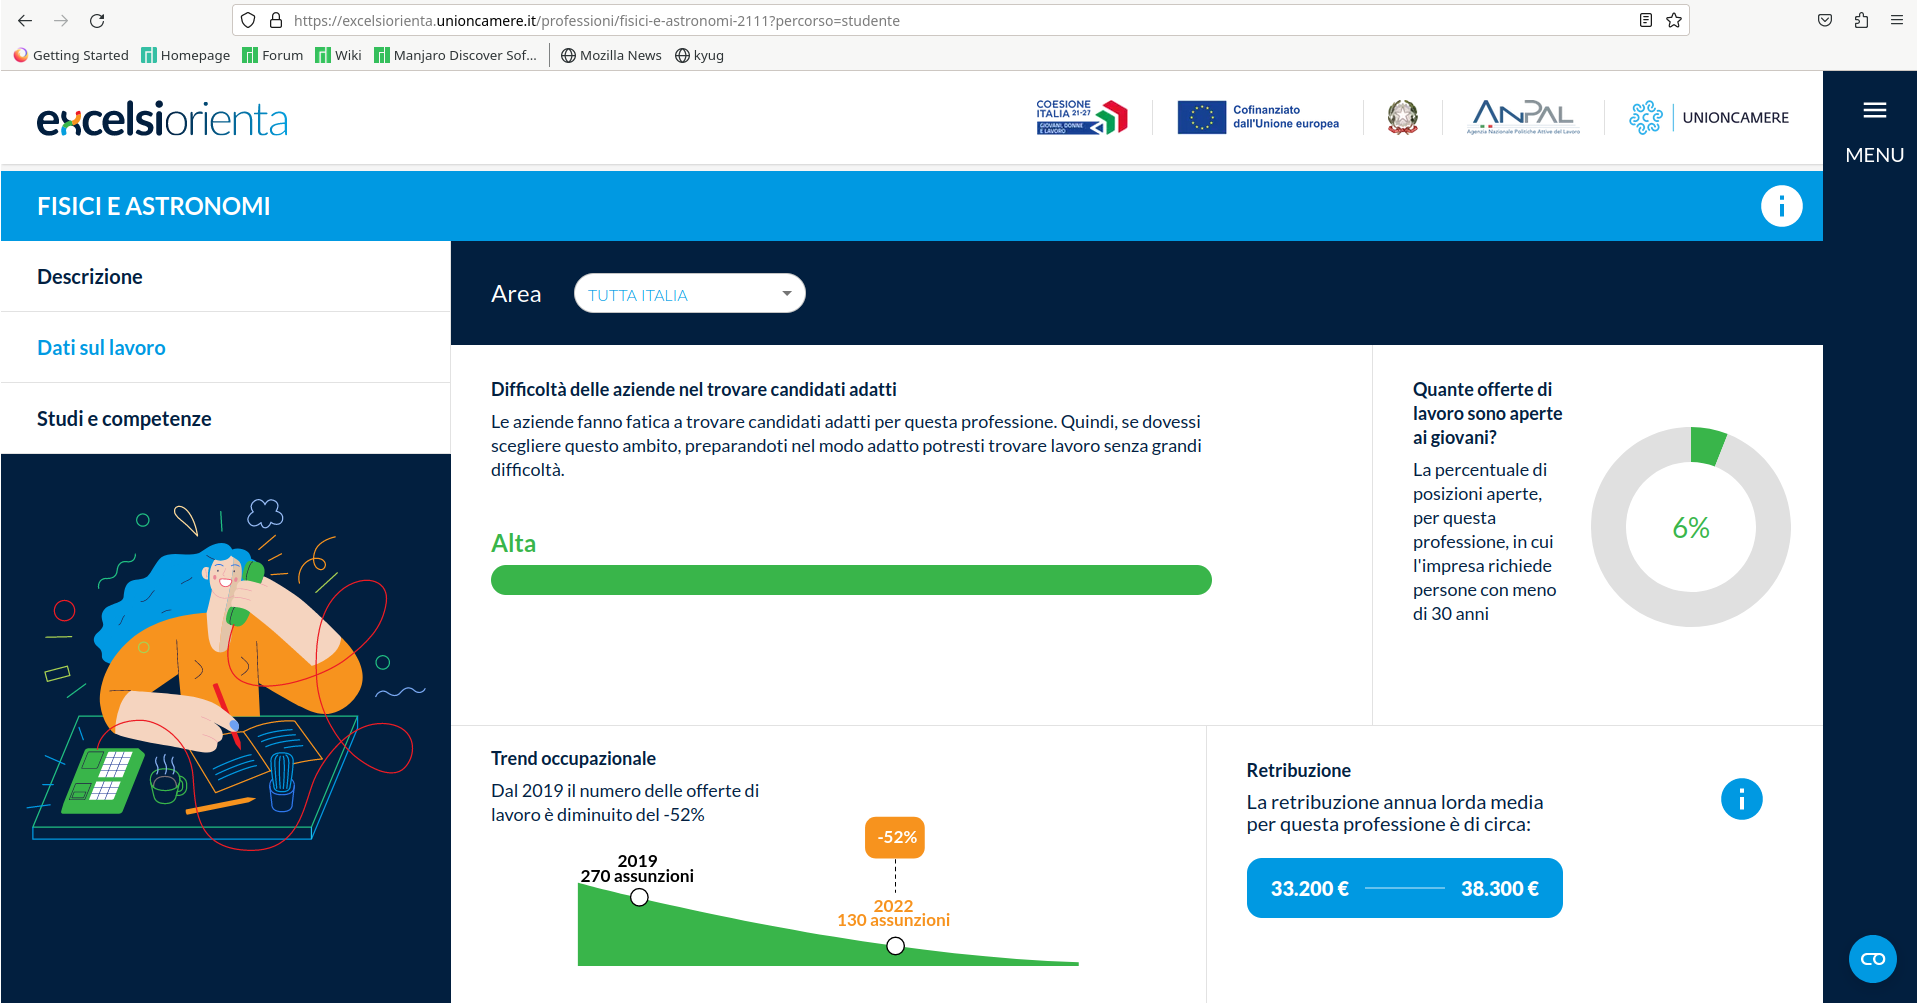 https://excelsiorienta.unioncamere.it/professioni/fisici-e-astronomi-2111?percorso=studente
Getting Started
Homepage
Forum
Wiki
Manjaro Discover Sof...
Mozilla News
kyug
excelsiorienta
COESIONE
ITALIA 21-27
GIOVANI, DONNE
E LAVORO
Cofinanziato
dall'Unione europea
ANPAL
Agenzia Nazionale Politiche Attive del Lavoro
UNIONCAMERE
MENU
FISICI E ASTRONOMI
Descrizione
Dati sul lavoro
Studi e competenze
Area
TUTTA ITALIA
Difficoltà delle aziende nel trovare candidati adatti
Le aziende fanno fatica a trovare candidati adatti per questa professione. Quindi, se dovessi
scegliere questo ambito, preparandoti nel modo adatto potresti trovare lavoro senza grandi
difficoltà.
Alta
Quante offerte di
lavoro sono aperte
ai giovani?
La percentuale di
posizioni aperte,
per questa
professione, in cui
l'impresa richiede
persone con meno
di 30 anni
6%
Trend occupazionale
Dal 2019 il numero delle offerte di
lavoro è diminuito del -52%
-52%
2019
270 assunzioni
2022
130 assunzioni
Retribuzione
La retribuzione annua lorda media
per questa professione è di circa:
33.200 €
38.300 €